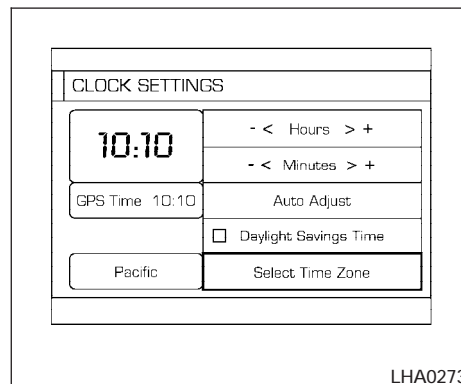 CLOCK SETTINGS
10:10
- < Hours > +
- < Minutes > +
GPS Time 10:10
Auto Adjust
Daylight Savings Time
Pacific
Select Time Zone
LHA0273